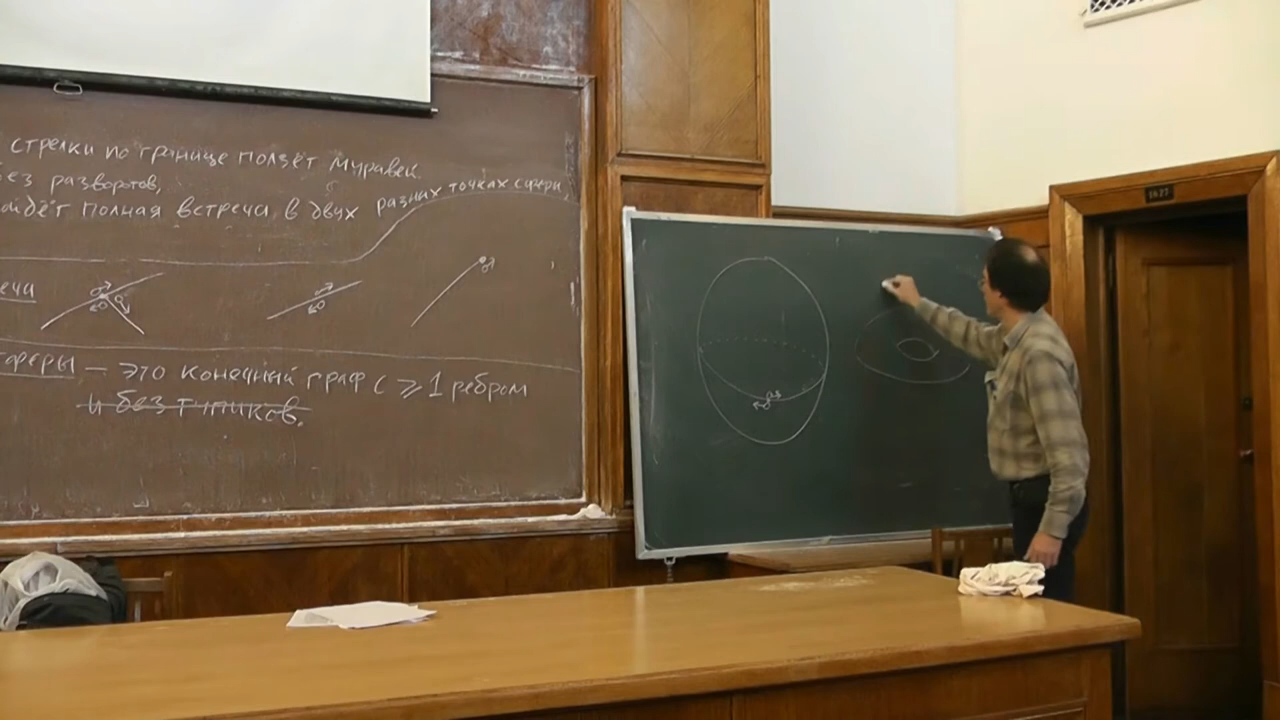 стрелки по границе ползёт муравей.
без разворотов,
йдёт полная встреча в двух разных точках сферы.
еча
сферы — это конечный граф с ⩾ 1 ребром
и без тупиков.